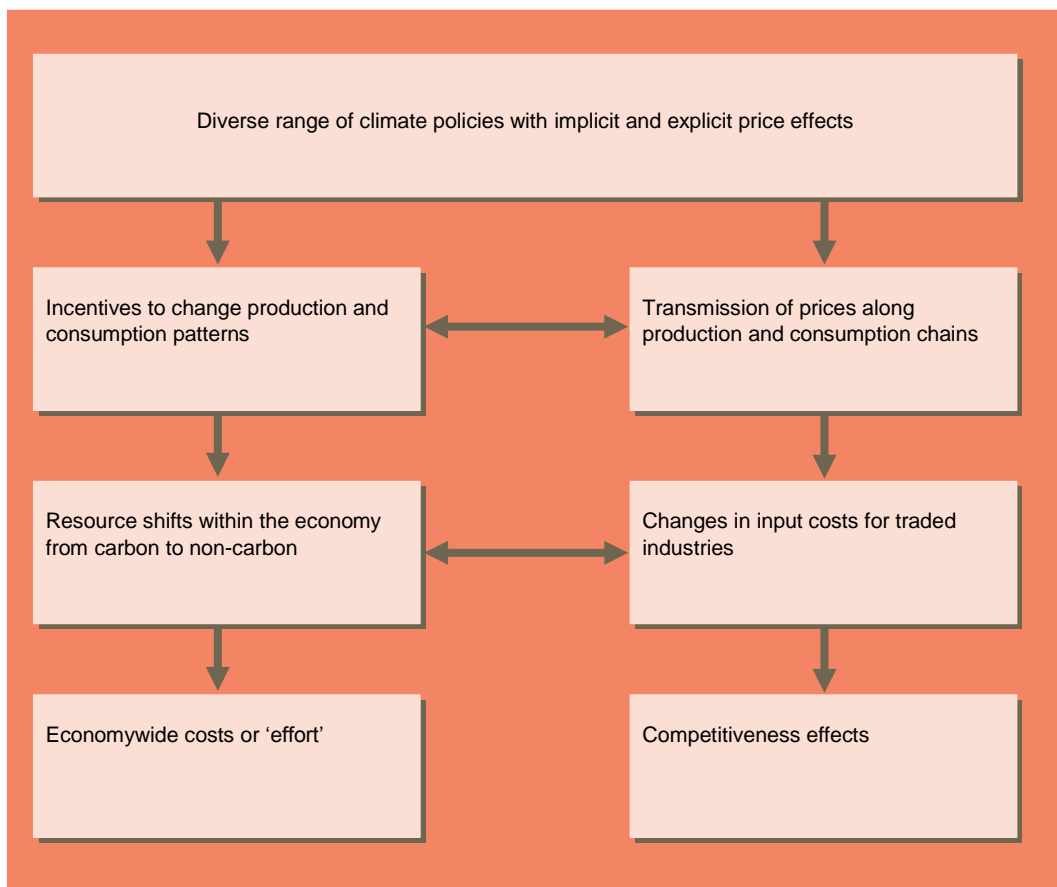 Diverse range of climate policies with implicit and explicit price effects
Incentives to change production and
consumption patterns
Transmission of prices along
production and consumption chains
Resource shifts within the economy
from carbon to non-carbon
Changes in input costs for traded
industries
Economywide costs or ‘effort’
Competitiveness effects